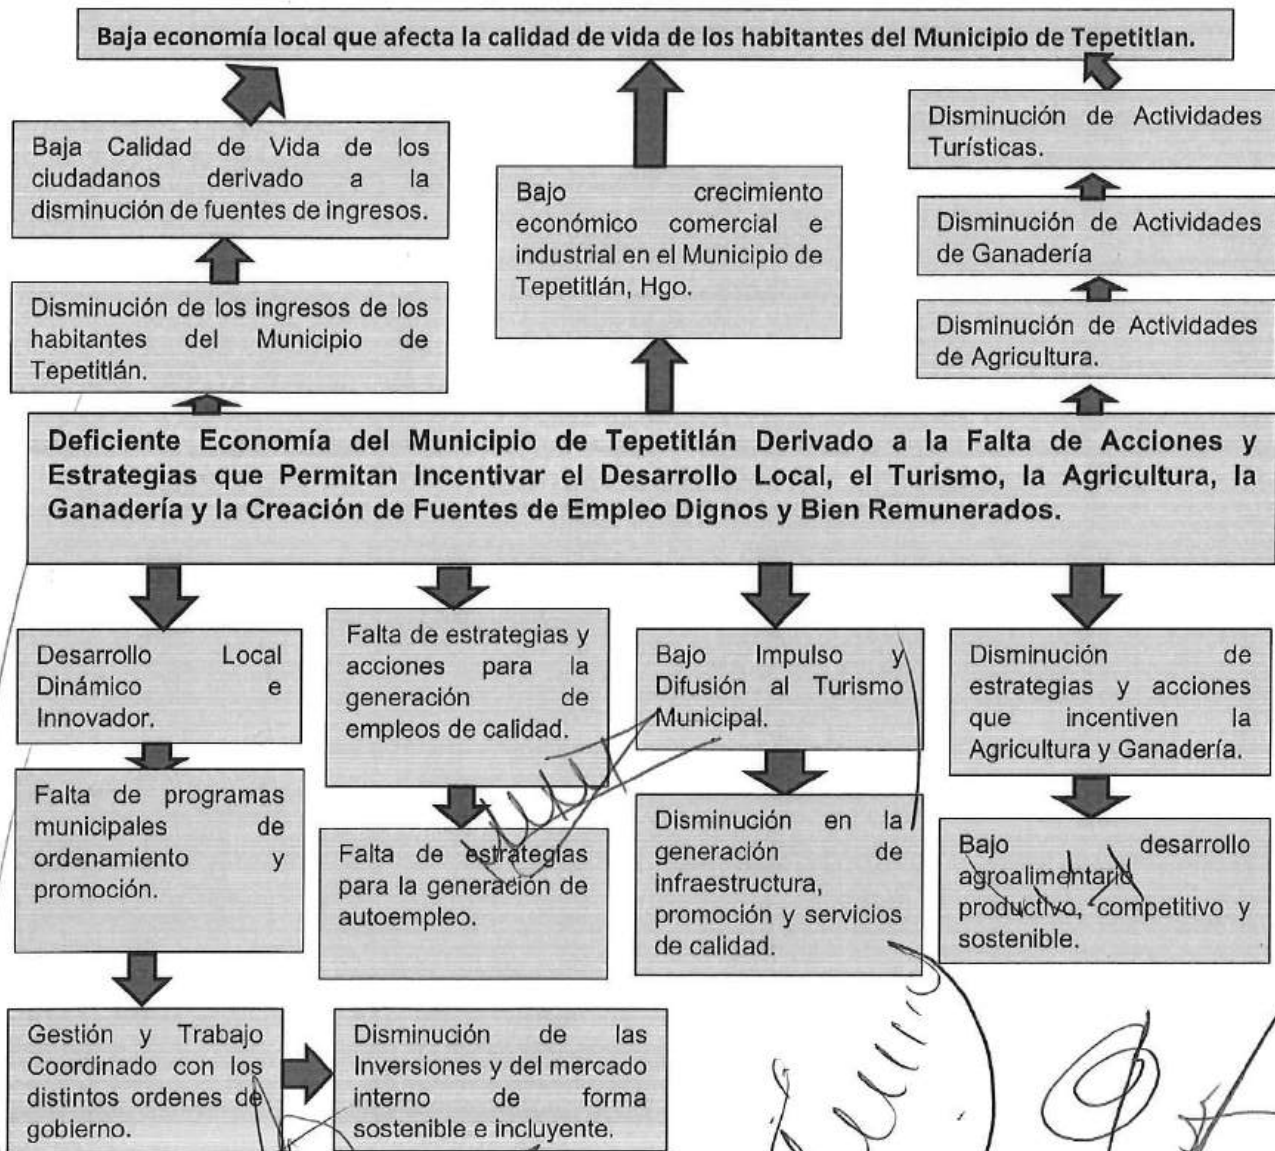 Baja economía local que afecta la calidad de vida de los habitantes del Municipio de Tepetitlan.
Baja Calidad de Vida de los
ciudadanos derivado a la
disminución de fuentes de ingresos.
Disminución de los ingresos de los
habitantes del Municipio de
Tepetitlán.
Bajo crecimiento
económico comercial e
industrial en el Municipio de
Tepetitlán, Hgo.
Disminución de Actividades
Turísticas.
Disminución de Actividades
de Ganadería
Disminución de Actividades
de Agricultura.
Deficiente Economía del Municipio de Tepetitlán Derivado a la Falta de Acciones y
Estrategias que Permitan Incentivar el Desarrollo Local, el Turismo, la Agricultura, la
Ganadería y la Creación de Fuentes de Empleo Dignos y Bien Remunerados.
Desarrollo Local
Dinámico e
Innovador.
Falta de programas
municipales de
ordenamiento y
promoción.
Gestión y Trabajo
Coordinado con los
distintos ordenes de
gobierno.
Disminución de las
Inversiones y del mercado
interno de forma
sostenible e incluyente.
Falta de estrategias y
acciones para la
generación de
empleos de calidad.
Falta de estrategias
para la generación de
autoempleo.
Bajo Impulso y
Difusión al Turismo
Municipal.
Disminución en la
generación de
infraestructura,
promoción y servicios
de calidad.
Disminución de
estrategias y acciones
que incentiven la
Agricultura y Ganadería.
Bajo desarrollo
agroalimentario
productivo, competitivo y
sostenible.